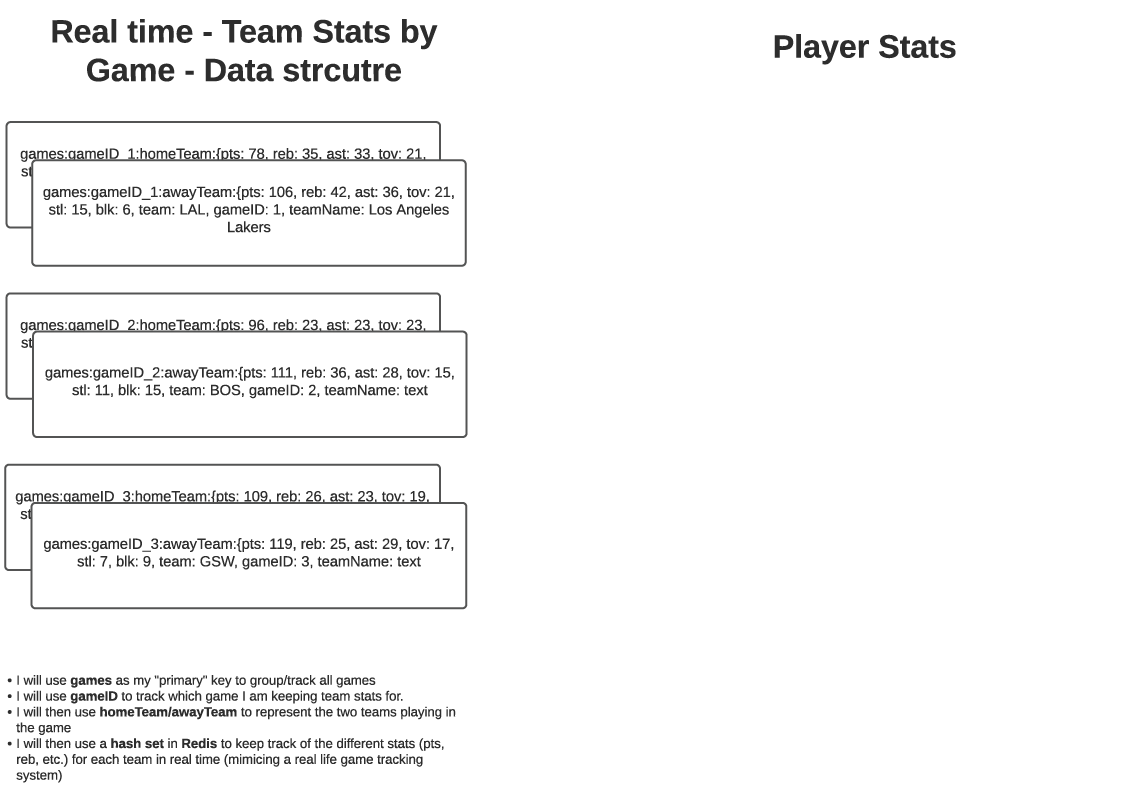 Real time - Team Stats by
Game - Data strcutre
Player Stats
games:gameID_1:homeTeam:{pts: 78, reb: 35, ast: 33, tov: 21,
st
games:gameID_1:awayTeam:{pts: 106, reb: 42, ast: 36, tov: 21,
stl: 15, blk: 6, team: LAL, gameID: 1, teamName: Los Angeles
Lakers
games:gameID_2:homeTeam:{pts: 96, reb: 23, ast: 23, tov: 23,
st
games:gameID_2:awayTeam:{pts: 111, reb: 36, ast: 28, tov: 15,
stl: 11, blk: 15, team: BOS, gameID: 2, teamName: text
games:gameID_3:homeTeam:{pts: 109, reb: 26, ast: 23, tov: 19,
st
games:gameID_3:awayTeam:{pts: 119, reb: 25, ast: 29, tov: 17,
stl: 7, blk: 9, team: GSW, gameID: 3, teamName: text
• I will use games as my "primary" key to group/track all games
• I will use gameID to track which game I am keeping team stats for.
• I will then use homeTeam/awayTeam to represent the two teams playing in
the game
• I will then use a hash set in Redis to keep track of the different stats (pts,
reb, etc.) for each team in real time (mimicing a real life game tracking
system)